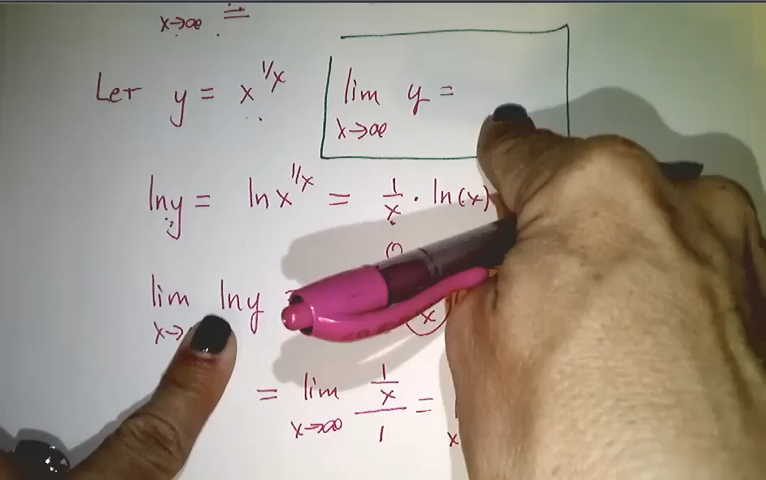 x→∞ =
Let y = x^(1/x)
lim y =
x→∞
ln y = ln x^(1/x) = 1/x · ln(x)
lim ln y
x→
x
= lim (1/x)/1 =
x→∞ x